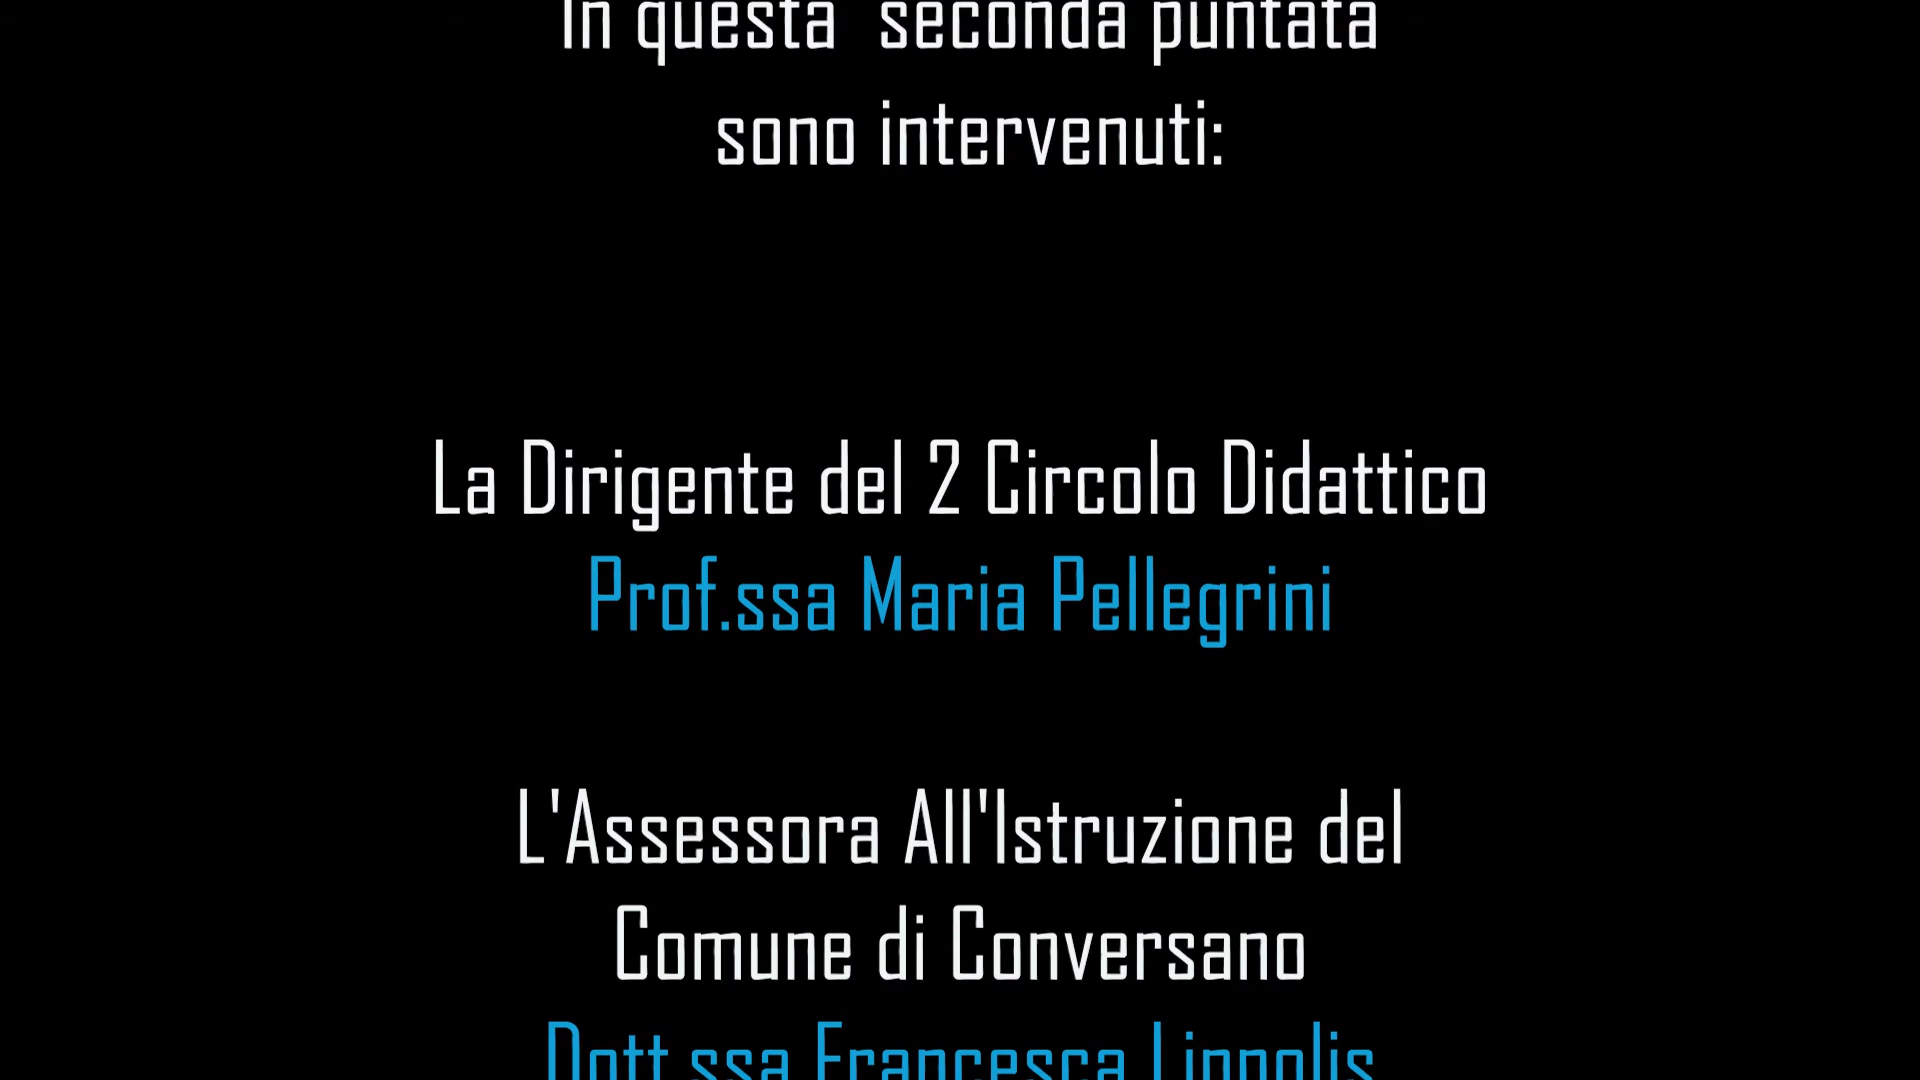 In questa seconda puntata
sono intervenuti:
La Dirigente del 2 Circolo Didattico
Prof.ssa Maria Pellegrini
L'Assessora All'Istruzione del
Comune di Conversano
Dott.ssa Francesca Lippolis